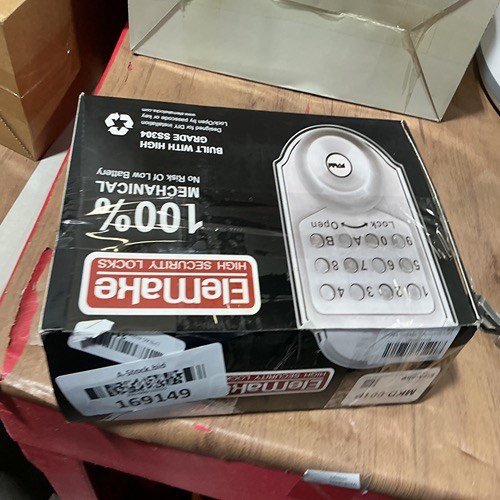 Elemake
HIGH SECURITY LOCKS
100%
MECHANICAL
No Risk Of Low Battery
BUILT WITH HIGH
GRADE SS304
Designed for DIY Installation
Lock/Open by passcode or key
1 2 3 4
5 6 7 8
9 0 A B
Lock Open
Elemake
HIGH SECURITY LOCKS
A-Stock.bid
169149